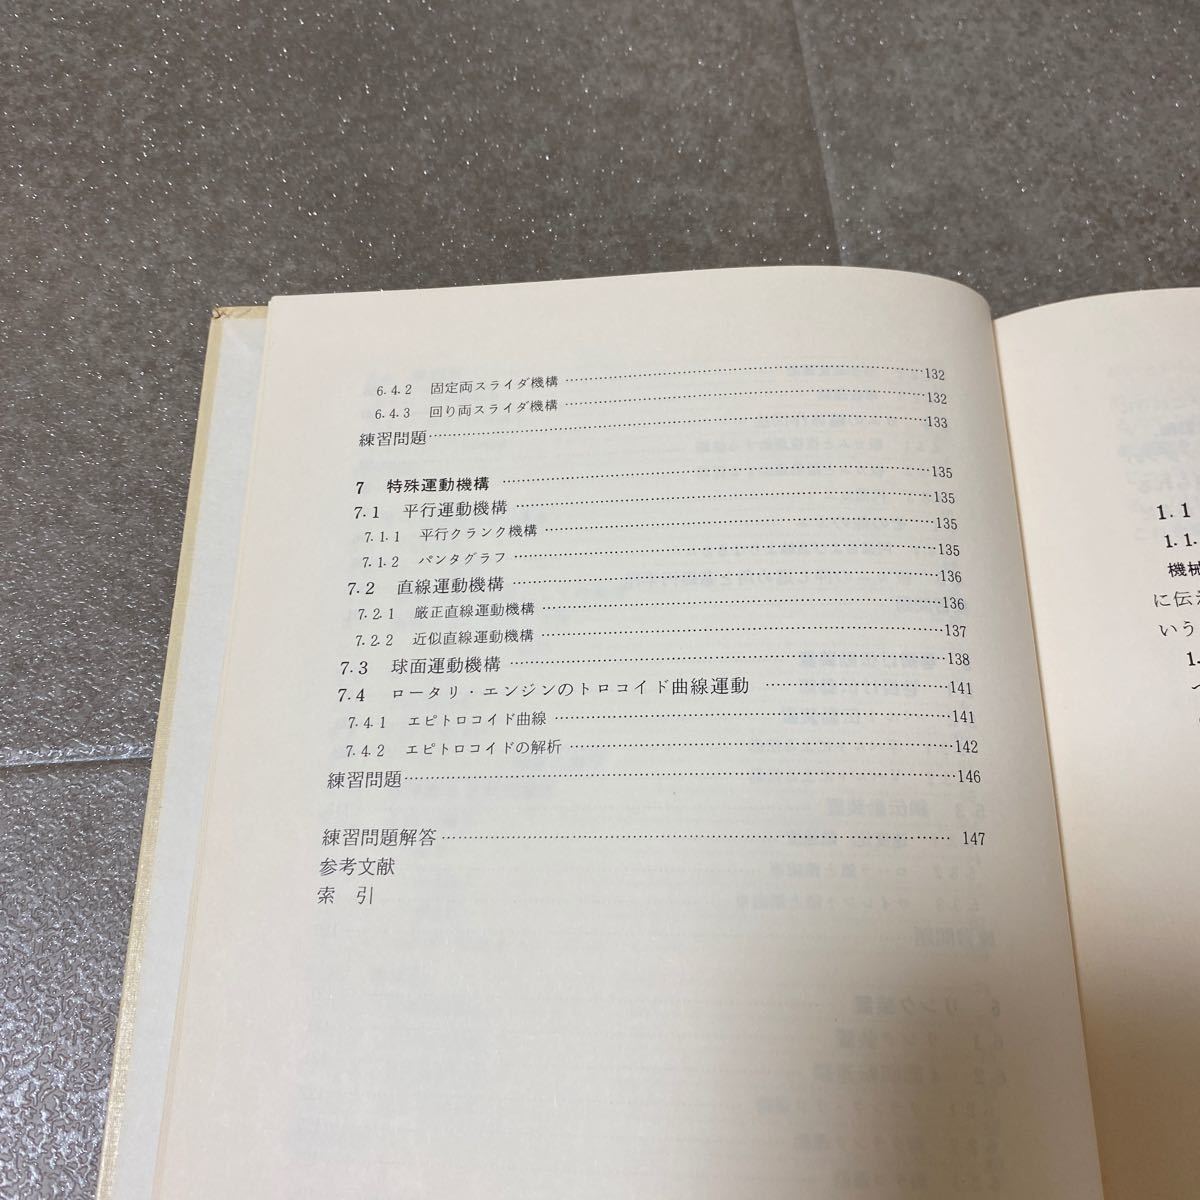 6.4.2 固定両スライダ機構……132
6.4.3 回り両スライダ機構……132
練習問題……133
7 特殊運動機構……135
7.1 平行運動機構……135
7.1.1 平行クランク機構……135
7.1.2 パンタグラフ……135
7.2 直線運動機構……136
7.2.1 厳正直線運動機構……136
7.2.2 近似直線運動機構……137
7.3 球面運動機構……138
7.4 ロータリ・エンジンのトロコイド曲線運動……141
7.4.1 エピトロコイド曲線……141
7.4.2 エピトロコイドの解析……142
練習問題……146
練習問題解答……147
参考文献
索 引
1.1
1.1.
機械
に伝え
いう
1.